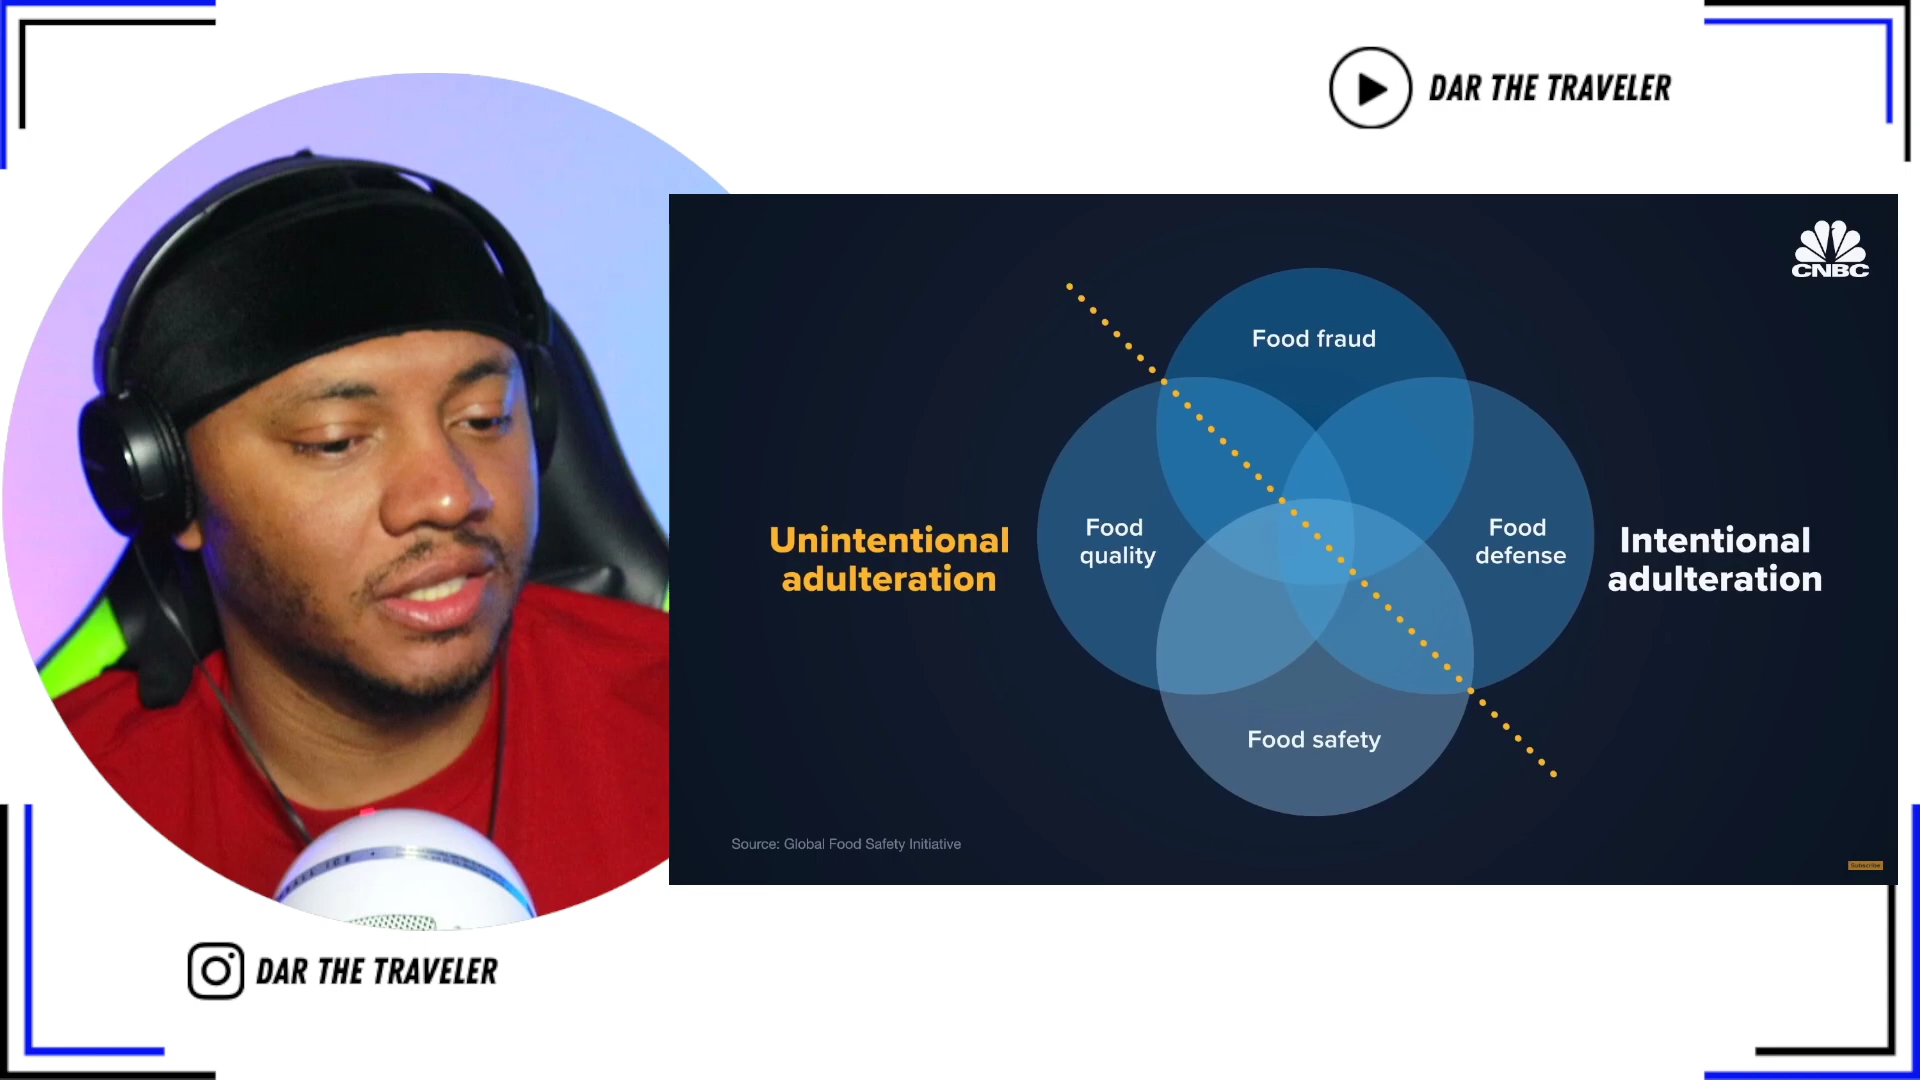 DAR THE TRAVELER
CNBC
Food fraud
Food
quality
Food
defense
Unintentional
adulteration
Intentional
adulteration
Food safety
Source: Global Food Safety Initiative
Subscribe
DAR THE TRAVELER